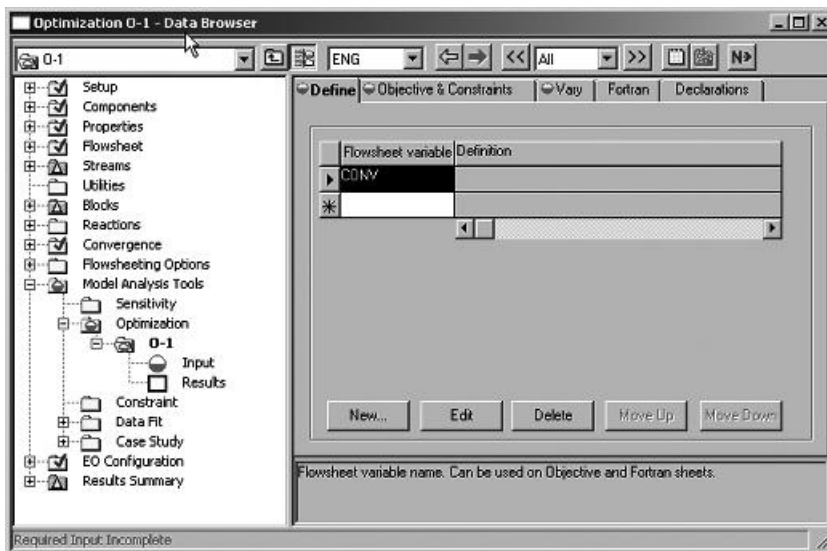 Optimization O-1 - Data Browser
O-1
ENG
All
N>
Setup
Components
Properties
Flowsheet
Streams
Utilities
Blocks
Reactions
Convergence
Flowsheeting Options
Model Analysis Tools
Sensitivity
Optimization
O-1
Input
Results
Constraint
Data Fit
Case Study
EO Configuration
Results Summary
Define Objective & Constraints Vary Fortran Declarations
Flowsheet variable Definition
CONV
New... Edit Delete Move Up Move Down
Flowsheet variable name. Can be used on Objective and Fortran sheets.
Required Input Incomplete